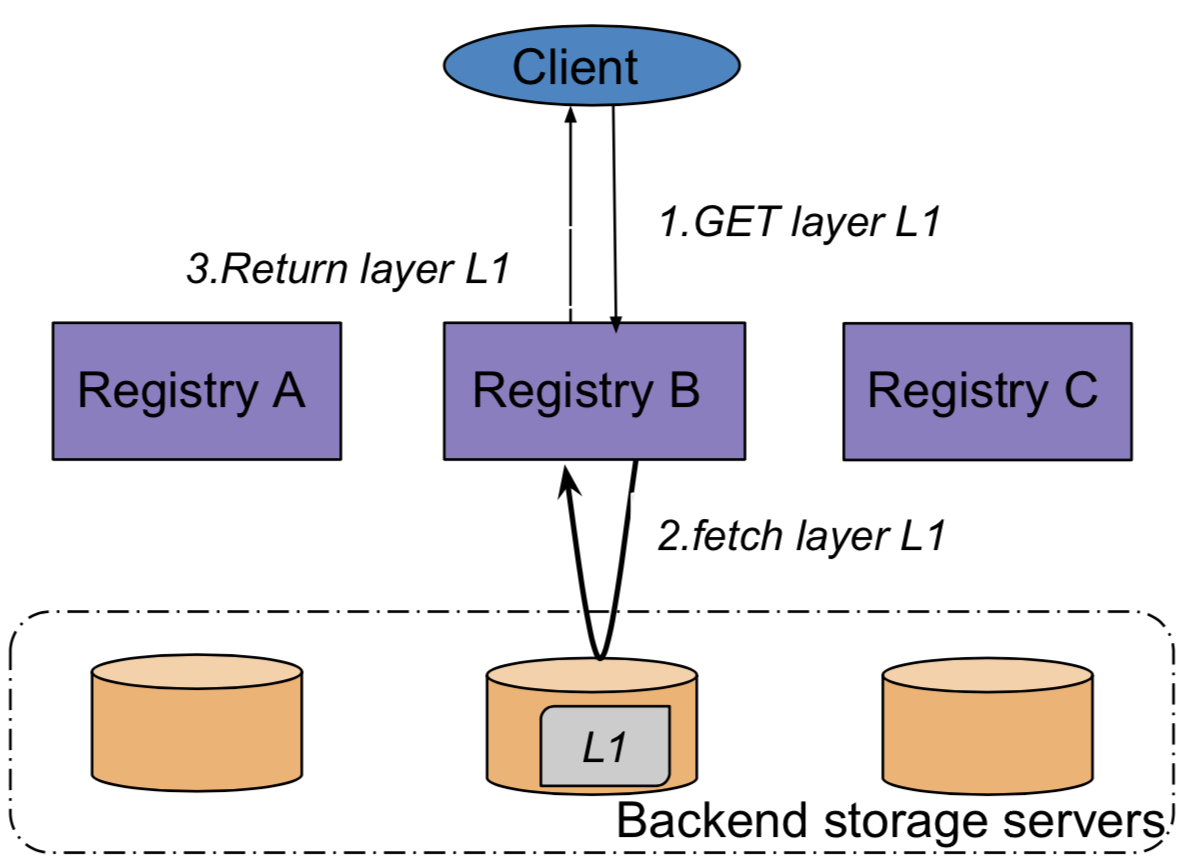 Client
1.GET layer L1
3.Return layer L1
Registry A
Registry B
Registry C
2.fetch layer L1
L1
Backend storage servers